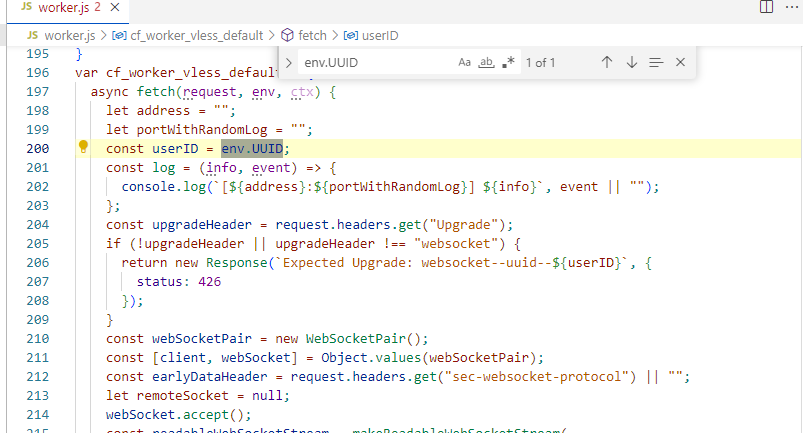 JS worker.js 2 ×
JS worker.js > cf_worker_vless_default > fetch > userID
env.UUID Aa ab .* 1 of 1
195 }
196 var cf_worker_vless_default
197 async fetch(request, env, ctx) {
198 let address = "";
199 let portWithRandomLog = "";
200 const userID = env.UUID;
201 const log = (info, event) => {
202 console.log(`[${address}:${portWithRandomLog}] ${info}`, event || "");
203 };
204 const upgradeHeader = request.headers.get("Upgrade");
205 if (!upgradeHeader || upgradeHeader !== "websocket") {
206 return new Response(`Expected Upgrade: websocket--uuid--${userID}`, {
207 status: 426
208 });
209 }
210 const webSocketPair = new WebSocketPair();
211 const [client, webSocket] = Object.values(webSocketPair);
212 const earlyDataHeader = request.headers.get("sec-websocket-protocol") || "";
213 let remoteSocket = null;
214 webSocket.accept();
215 const readableWebSocketStream = makeReadableWebSocketStream(